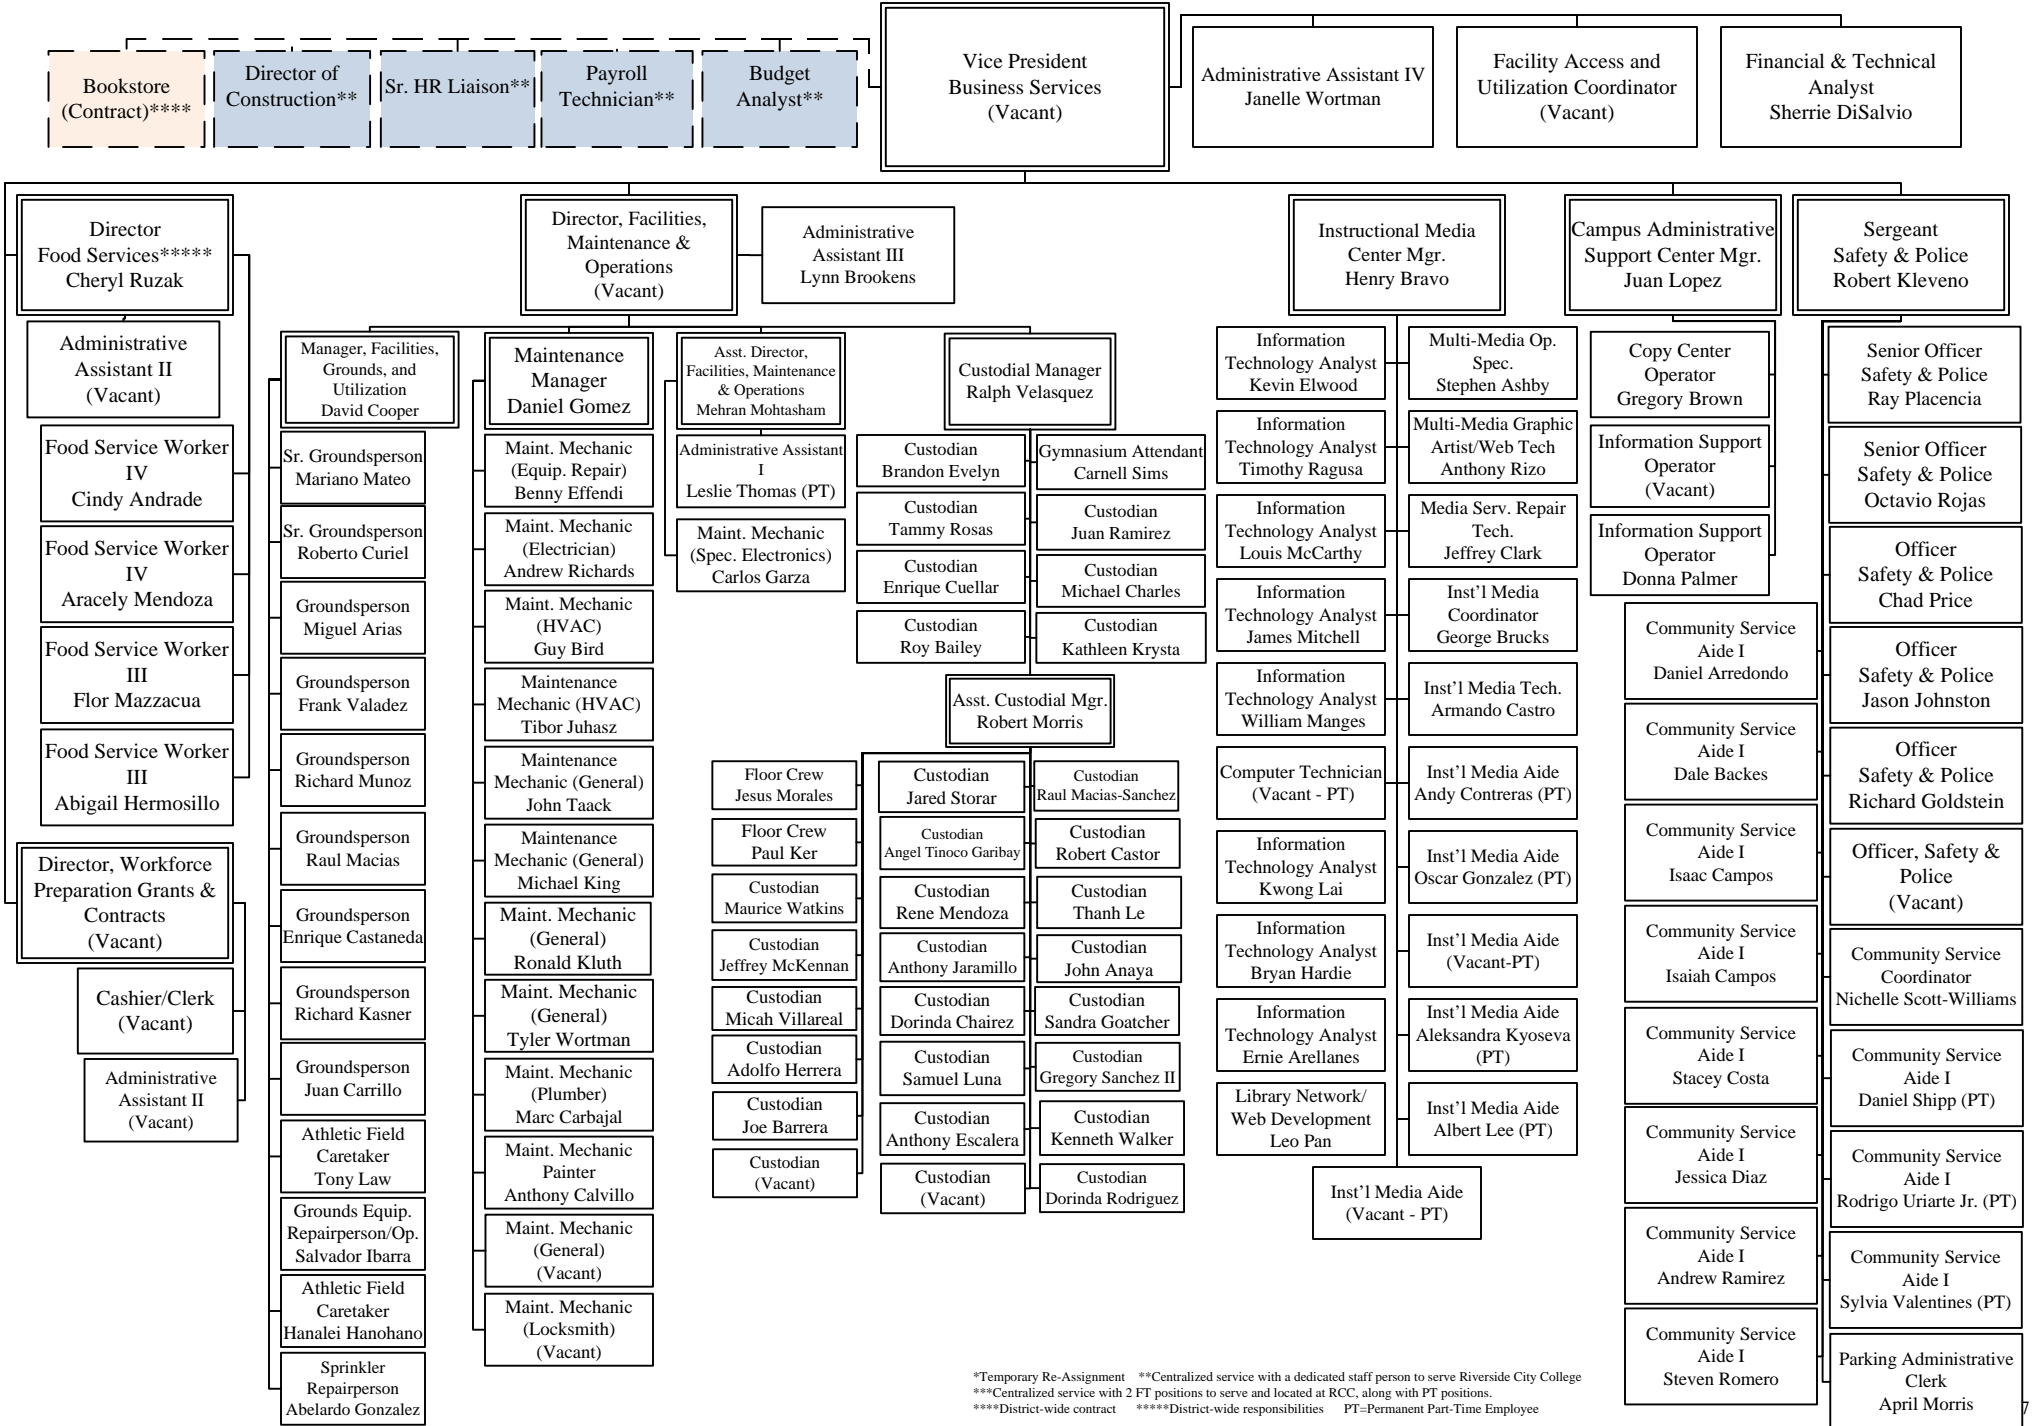 Bookstore
(Contract)****
Director of
Construction**
Sr. HR Liaison**
Payroll
Technician**
Budget
Analyst**
Vice President
Business Services
(Vacant)
Administrative Assistant IV
Janelle Wortman
Facility Access and
Utilization Coordinator
(Vacant)
Financial & Technical
Analyst
Sherrie DiSalvio
Director
Food Services*****
Cheryl Ruzak
Administrative
Assistant II
(Vacant)
Food Service Worker
IV
Cindy Andrade
Food Service Worker
IV
Aracely Mendoza
Food Service Worker
III
Flor Mazzacua
Food Service Worker
III
Abigail Hermosillo
Director, Workforce
Preparation Grants &
Contracts
(Vacant)
Cashier/Clerk
(Vacant)
Administrative
Assistant II
(Vacant)
Director, Facilities,
Maintenance &
Operations
(Vacant)
Administrative
Assistant III
Lynn Brookens
Manager, Facilities,
Grounds, and
Utilization
David Cooper
Sr. Groundsperson
Mariano Mateo
Sr. Groundsperson
Roberto Curiel
Groundsperson
Miguel Arias
Groundsperson
Frank Valadez
Groundsperson
Richard Munoz
Groundsperson
Raul Macias
Groundsperson
Enrique Castaneda
Groundsperson
Richard Kasner
Groundsperson
Juan Carrillo
Athletic Field
Caretaker
Tony Law
Grounds Equip.
Repairperson/Op.
Salvador Ibarra
Athletic Field
Caretaker
Hanalei Hanohano
Sprinkler
Repairperson
Abelardo Gonzalez
Maintenance
Manager
Daniel Gomez
Maint. Mechanic
(Equip. Repair)
Benny Effendi
Maint. Mechanic
(Electrician)
Andrew Richards
Maint. Mechanic
(HVAC)
Guy Bird
Maintenance
Mechanic (HVAC)
Tibor Juhasz
Maintenance
Mechanic (General)
John Taack
Maintenance
Mechanic (General)
Michael King
Maint. Mechanic
(General)
Ronald Kluth
Maint. Mechanic
(General)
Tyler Wortman
Maint. Mechanic
(Plumber)
Marc Carbajal
Maint. Mechanic
Painter
Anthony Calvillo
Maint. Mechanic
(General)
(Vacant)
Maint. Mechanic
(Locksmith)
(Vacant)
Asst. Director,
Facilities, Maintenance
& Operations
Mehran Mohtasham
Administrative Assistant
I
Leslie Thomas (PT)
Maint. Mechanic
(Spec. Electronics)
Carlos Garza
Custodial Manager
Ralph Velasquez
Custodian
Brandon Evelyn
Gymnasium Attendant
Carnell Sims
Custodian
Tammy Rosas
Custodian
Juan Ramirez
Custodian
Enrique Cuellar
Custodian
Michael Charles
Custodian
Roy Bailey
Custodian
Kathleen Krysta
Asst. Custodial Mgr.
Robert Morris
Floor Crew
Jesus Morales
Floor Crew
Paul Ker
Custodian
Maurice Watkins
Custodian
Jeffrey McKennan
Custodian
Micah Villareal
Custodian
Adolfo Herrera
Custodian
Joe Barrera
Custodian
(Vacant)
Custodian
Jared Storar
Custodian
Angel Tinoco Garibay
Custodian
Rene Mendoza
Custodian
Anthony Jaramillo
Custodian
Dorinda Chairez
Custodian
Samuel Luna
Custodian
Anthony Escalera
Custodian
(Vacant)
Custodian
Raul Macias-Sanchez
Custodian
Robert Castor
Custodian
Thanh Le
Custodian
John Anaya
Custodian
Sandra Goatcher
Custodian
Gregory Sanchez II
Custodian
Kenneth Walker
Custodian
Dorinda Rodriguez
Instructional Media
Center Mgr.
Henry Bravo
Information
Technology Analyst
Kevin Elwood
Information
Technology Analyst
Timothy Ragusa
Information
Technology Analyst
Louis McCarthy
Information
Technology Analyst
James Mitchell
Information
Technology Analyst
William Manges
Computer Technician
(Vacant - PT)
Information
Technology Analyst
Kwong Lai
Information
Technology Analyst
Bryan Hardie
Information
Technology Analyst
Ernie Arellanes
Library Network/
Web Development
Leo Pan
Multi-Media Op.
Spec.
Stephen Ashby
Multi-Media Graphic
Artist/Web Tech
Anthony Rizo
Media Serv. Repair
Tech.
Jeffrey Clark
Inst'l Media
Coordinator
George Brucks
Inst'l Media Tech.
Armando Castro
Inst'l Media Aide
Andy Contreras (PT)
Inst'l Media Aide
Oscar Gonzalez (PT)
Inst'l Media Aide
(Vacant-PT)
Inst'l Media Aide
Aleksandra Kyoseva
(PT)
Inst'l Media Aide
Albert Lee (PT)
Inst'l Media Aide
(Vacant - PT)
Campus Administrative
Support Center Mgr.
Juan Lopez
Copy Center
Operator
Gregory Brown
Information Support
Operator
(Vacant)
Information Support
Operator
Donna Palmer
Sergeant
Safety & Police
Robert Kleveno
Community Service
Aide I
Daniel Arredondo
Community Service
Aide I
Dale Backes
Community Service
Aide I
Isaac Campos
Community Service
Aide I
Isaiah Campos
Community Service
Aide I
Stacey Costa
Community Service
Aide I
Jessica Diaz
Community Service
Aide I
Andrew Ramirez
Community Service
Aide I
Steven Romero
Senior Officer
Safety & Police
Ray Placencia
Senior Officer
Safety & Police
Octavio Rojas
Officer
Safety & Police
Chad Price
Officer
Safety & Police
Jason Johnston
Officer
Safety & Police
Richard Goldstein
Officer, Safety &
Police
(Vacant)
Community Service
Coordinator
Nichelle Scott-Williams
Community Service
Aide I
Daniel Shipp (PT)
Community Service
Aide I
Rodrigo Uriarte Jr. (PT)
Community Service
Aide I
Sylvia Valentines (PT)
Parking Administrative
Clerk
April Morris
*Temporary Re-Assignment **Centralized service with a dedicated staff person to serve Riverside City College
***Centralized service with 2 FT positions to serve and located at RCC, along with PT positions.
****District-wide contract *****District-wide responsibilities PT=Permanent Part-Time Employee
7